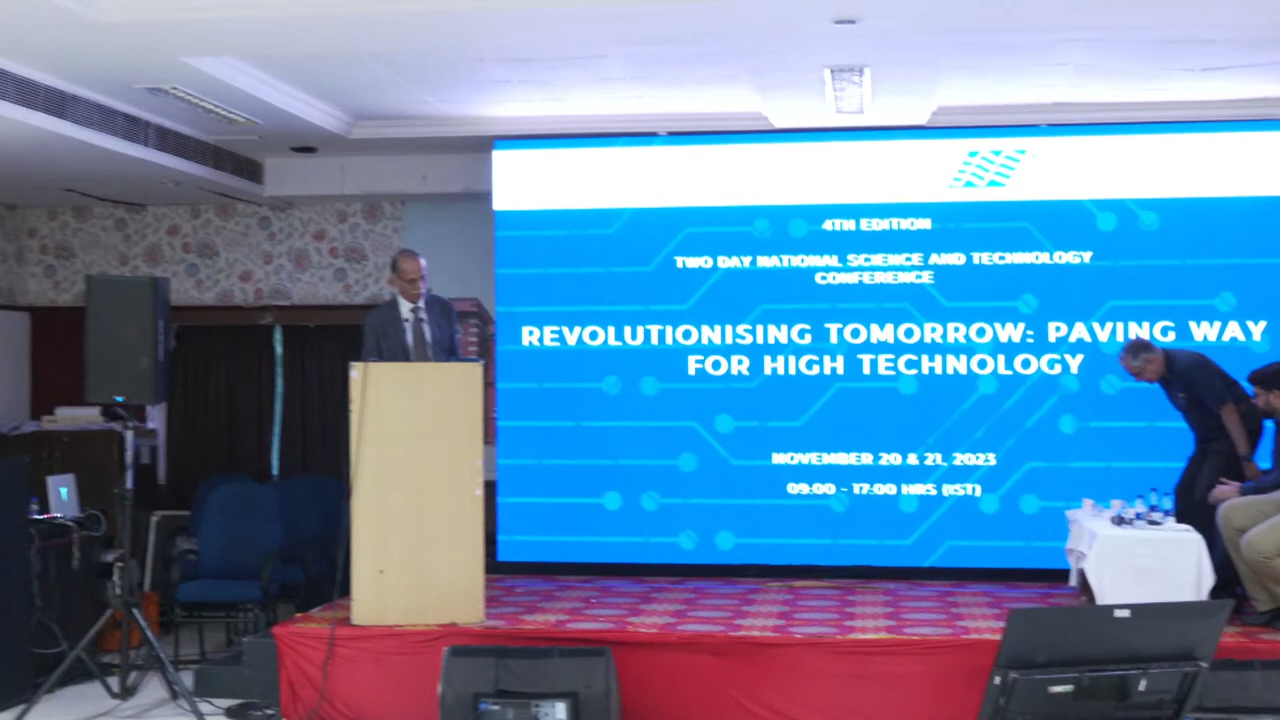 4TH EDITION
TWO DAY NATIONAL SCIENCE AND TECHNOLOGY
CONFERENCE
REVOLUTIONISING TOMORROW: PAVING WAY
FOR HIGH TECHNOLOGY
NOVEMBER 20 & 21, 2023
09:00 - 17:00 HRS (IST)